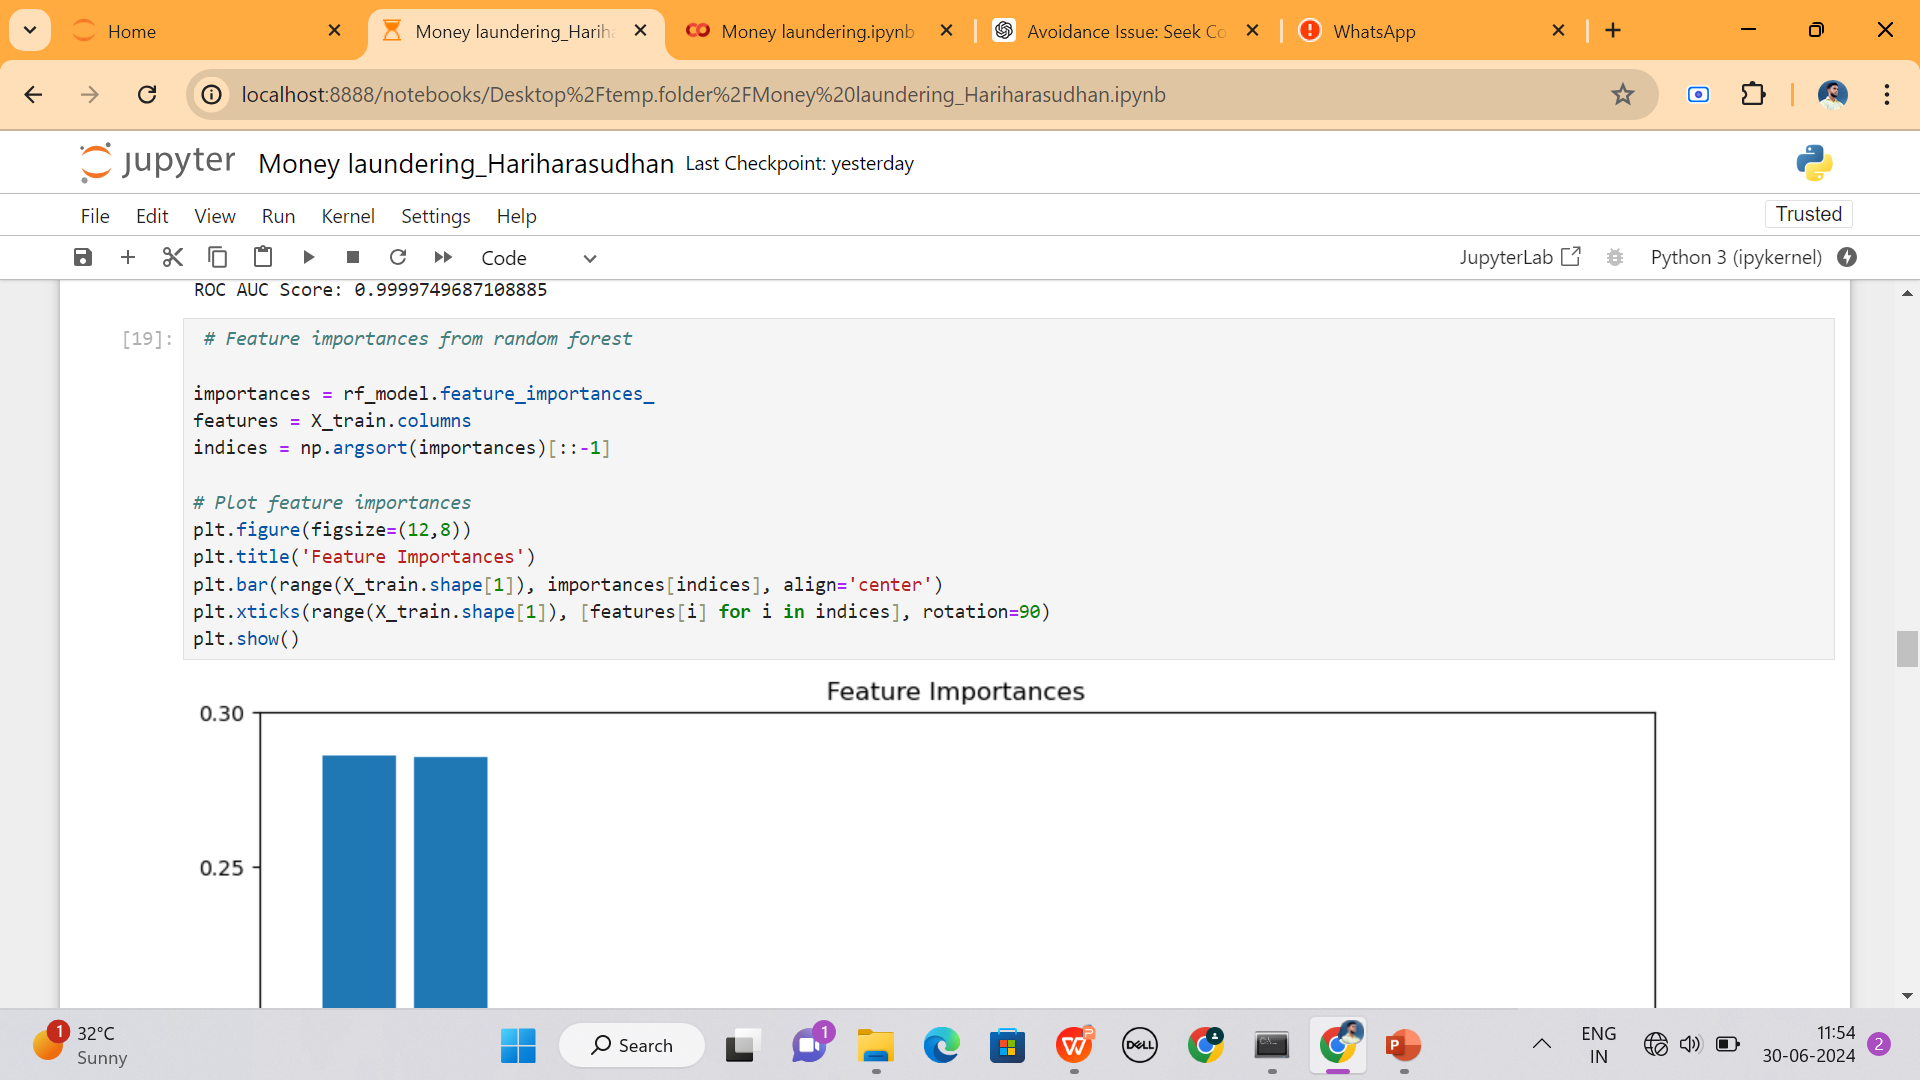 Home
Money laundering_Hariha
Money laundering.ipynb
Avoidance Issue: Seek Co
WhatsApp
localhost:8888/notebooks/Desktop%2Ftemp.folder%2FMoney%20laundering_Hariharasudhan.ipynb
jupyter Money laundering_Hariharasudhan Last Checkpoint: yesterday
File Edit View Run Kernel Settings Help
Trusted
Code
JupyterLab
Python 3 (ipykernel)
ROC AUC Score: 0.9999749687108885
[19]:
# Feature importances from random forest
importances = rf_model.feature_importances_
features = X_train.columns
indices = np.argsort(importances)[::-1]
# Plot feature importances
plt.figure(figsize=(12,8))
plt.title('Feature Importances')
plt.bar(range(X_train.shape[1]), importances[indices], align='center')
plt.xticks(range(X_train.shape[1]), [features[i] for i in indices], rotation=90)
plt.show()
Feature Importances
0.30
0.25
1
32°C
Sunny
Search
1
DELL
ENG
IN
11:54
30-06-2024
2